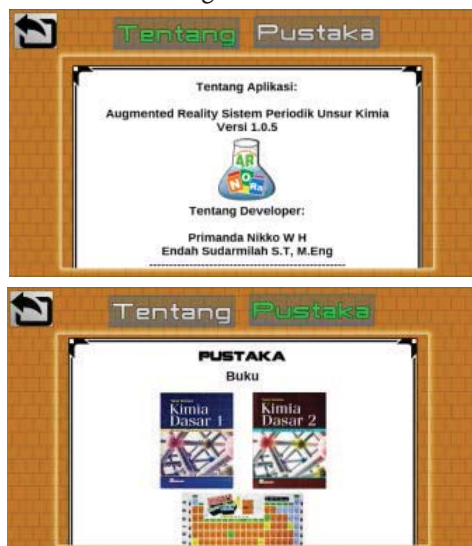 Tentang Pustaka
Tentang Aplikasi:
Augmented Reality Sistem Periodik Unsur Kimia
Versi 1.0.5
AR
NORa
Tentang Developer:
Primanda Nikko W H
Endah Sudarmilah S.T, M.Eng
Tentang Pustaka
PUSTAKA
Buku
Kimia Dasar 1
Kimia Dasar 2